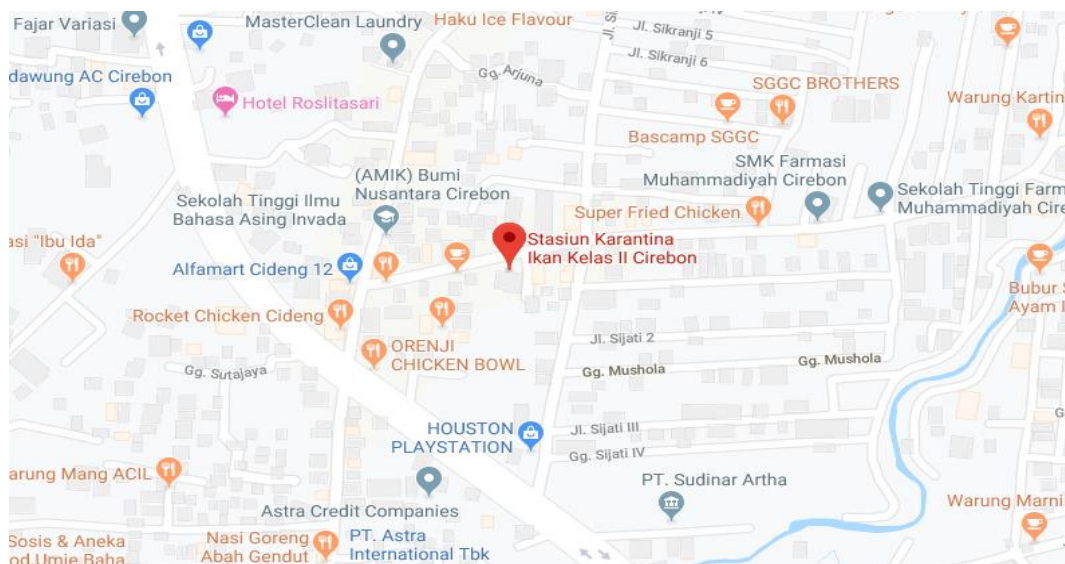 Fajar Variasi
MasterClean Laundry
Haku Ice Flavour
Jl. Sikranji 5
Jl. Sikranji 6
Gg. Arjuna
dawung AC Cirebon
Hotel Roslitasari
SGGC BROTHERS
Warung Kartin
Bascamp SGGC
(AMIK) Bumi
Nusantara Cirebon
SMK Farmasi
Muhammadiyah Cirebon
Sekolah Tinggi Farm
Muhammadiyah Cire
Sekolah Tinggi Ilmu
Bahasa Asing Invada
Super Fried Chicken
Stasiun Karantina
Ikan Kelas II Cirebon
asi "Ibu Ida"
Alfamart Cideng 12
Bubur S
Ayam I
Rocket Chicken Cideng
ORENJI
CHICKEN BOWL
Jl. Sijati 2
Gg. Mushola
Gg. Mushola
Gg. Sutajaya
HOUSTON
PLAYSTATION
Jl. Sijati III
Gg. Sijati IV
arung Mang ACIL
PT. Sudinar Artha
Astra Credit Companies
Warung Marni
Sosis & Aneka
od Umie Baha
Nasi Goreng
Abah Gendut
PT. Astra
International Tbk